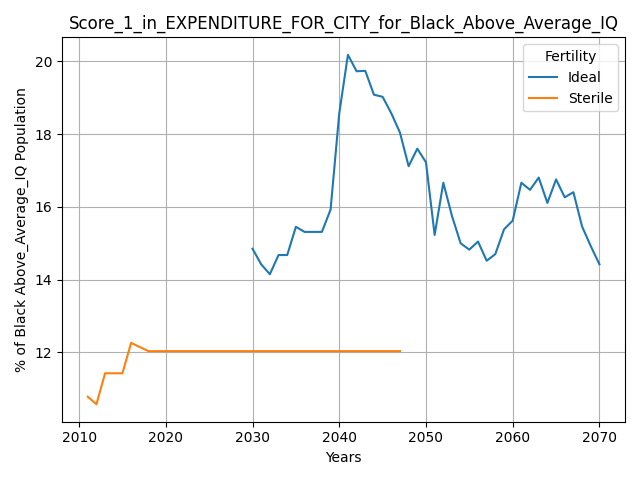 Score_1_in_EXPENDITURE_FOR_CITY_for_Black_Above_Average_IQ
Fertility
Ideal
Sterile
% of Black Above_Average_IQ Population
20
18
16
14
12
2010 2020 2030 2040 2050 2060 2070
Years